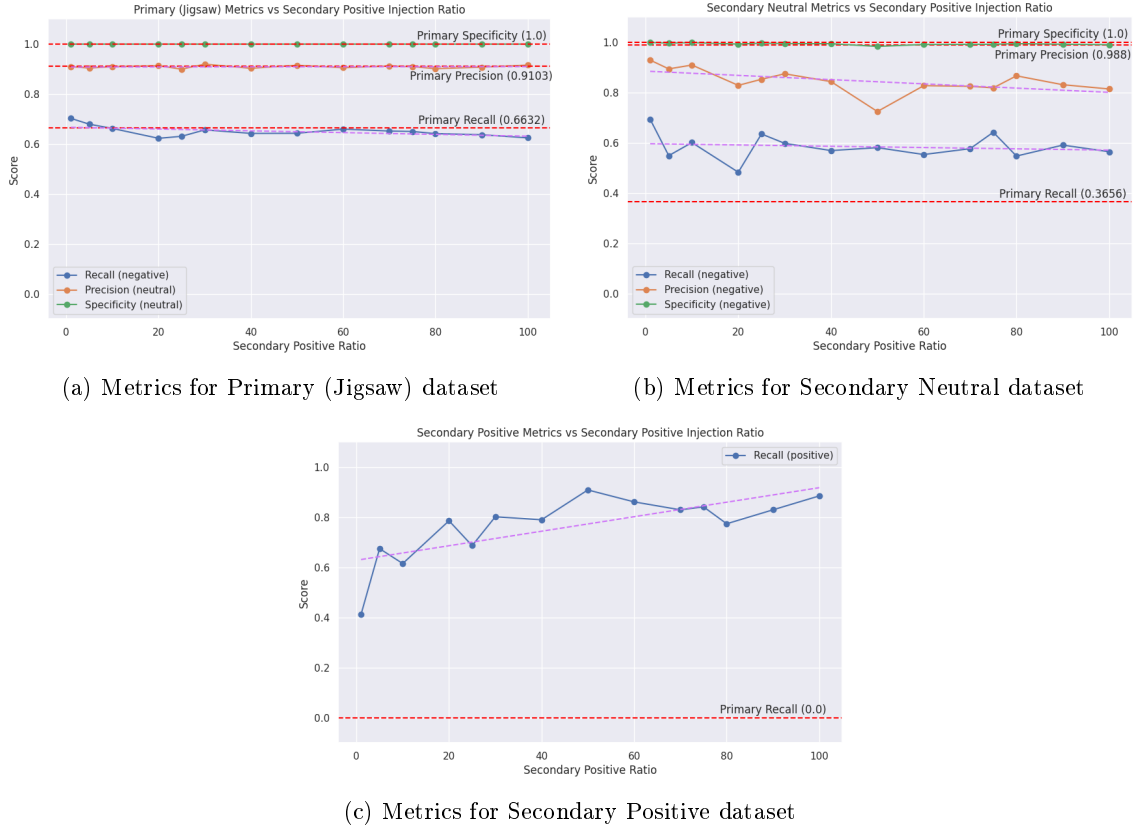 Primary (Jigsaw) Metrics vs Secondary Positive Injection Ratio
Primary Specificity (1.0)
Primary Precision (0.9103)
Primary Recall (0.6632)
1.0
0.8
0.6
0.4
0.2
0.0
Score
Recall (negative)
Precision (neutral)
Specificity (neutral)
0 20 40 60 80 100
Secondary Positive Ratio
(a) Metrics for Primary (Jigsaw) dataset
Secondary Neutral Metrics vs Secondary Positive Injection Ratio
Primary Specificity (1.0)
Primary Precision (0.988)
Primary Recall (0.3656)
1.0
0.8
0.6
0.4
0.2
0.0
Score
Recall (negative)
Precision (negative)
Specificity (negative)
0 20 40 60 80 100
Secondary Positive Ratio
(b) Metrics for Secondary Neutral dataset
Secondary Positive Metrics vs Secondary Positive Injection Ratio
Recall (positive)
1.0
0.8
0.6
0.4
0.2
0.0
Score
Primary Recall (0.0)
0 20 40 60 80 100
Secondary Positive Ratio
(c) Metrics for Secondary Positive dataset